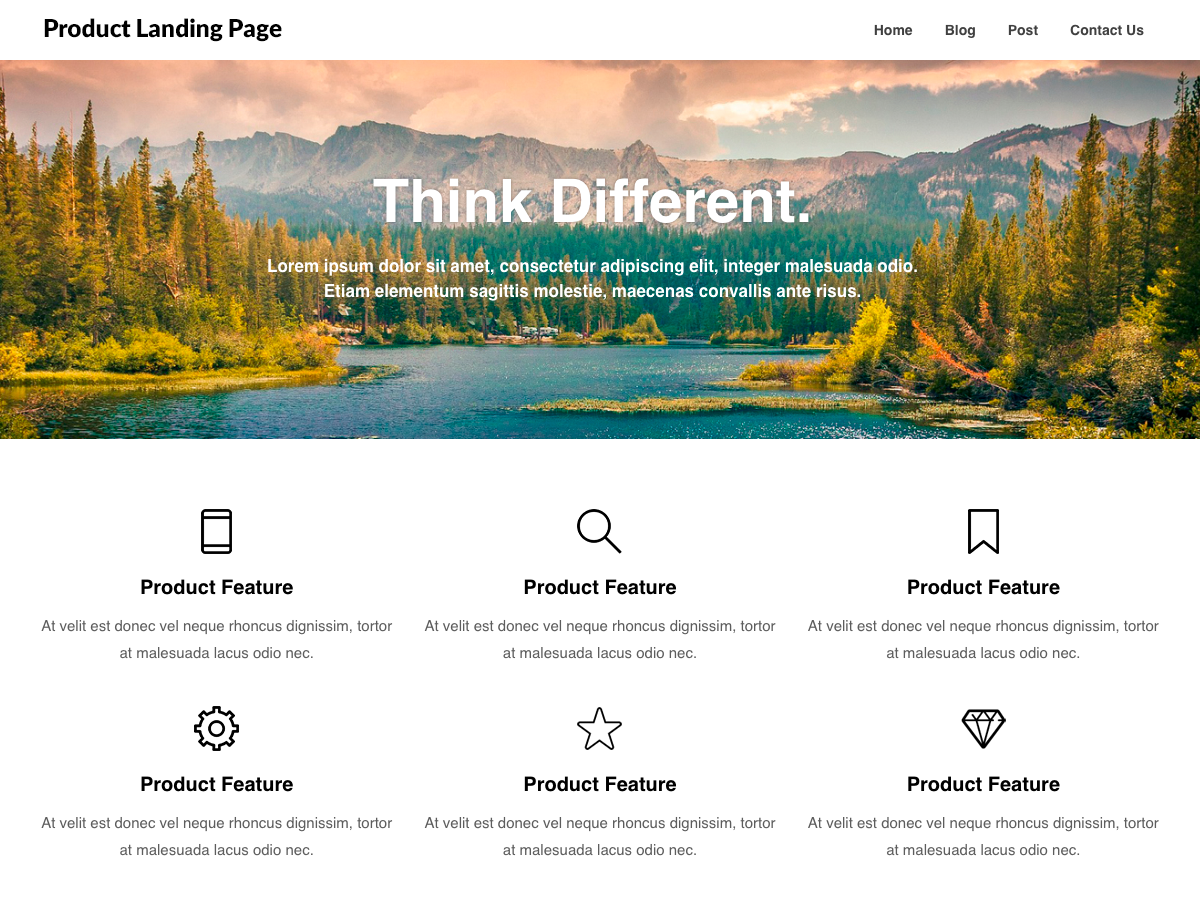 Product Landing Page
Home Blog Post Contact Us
Think Different.
Lorem ipsum dolor sit amet, consectetur adipiscing elit, integer malesuada odio.
Etiam elementum sagittis molestie, maecenas convallis ante risus.
Product Feature Product Feature Product Feature
At velit est donec vel neque rhoncus dignissim, tortor At velit est donec vel neque rhoncus dignissim, tortor At velit est donec vel neque rhoncus dignissim, tortor
at malesuada lacus odio nec. at malesuada lacus odio nec. at malesuada lacus odio nec.
Product Feature Product Feature Product Feature
At velit est donec vel neque rhoncus dignissim, tortor At velit est donec vel neque rhoncus dignissim, tortor At velit est donec vel neque rhoncus dignissim, tortor
at malesuada lacus odio nec. at malesuada lacus odio nec. at malesuada lacus odio nec.